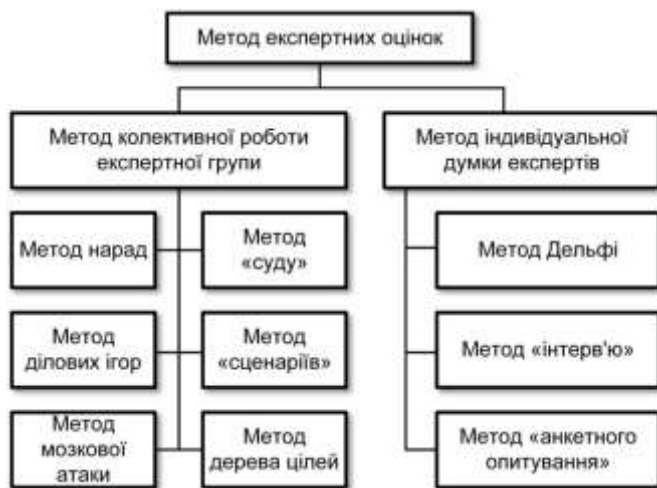 Метод експертних оцінок
Метод колективної роботи
експертної групи
Метод індивідуальної
думки експертів
Метод нарад
Метод
«суду»
Метод Дельфі
Метод
ділових ігор
Метод
«сценаріїв»
Метод «інтерв'ю»
Метод
мозкової
атаки
Метод
дерева цілей
Метод «анкетного
опитування»